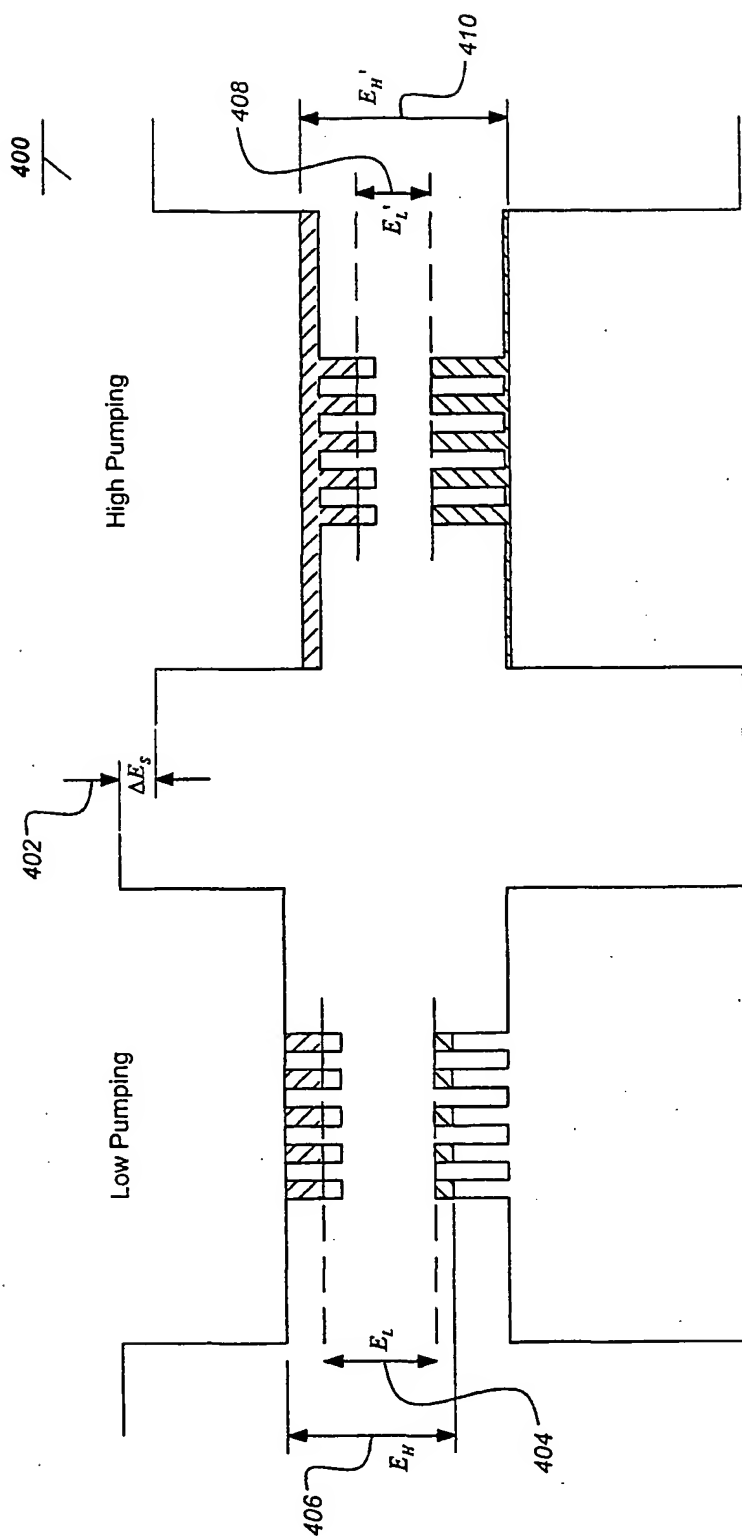 400
High Pumping
Low Pumping
402
ΔE_S
408
410
E_H'
E_L'
E_L
E_H
404
406